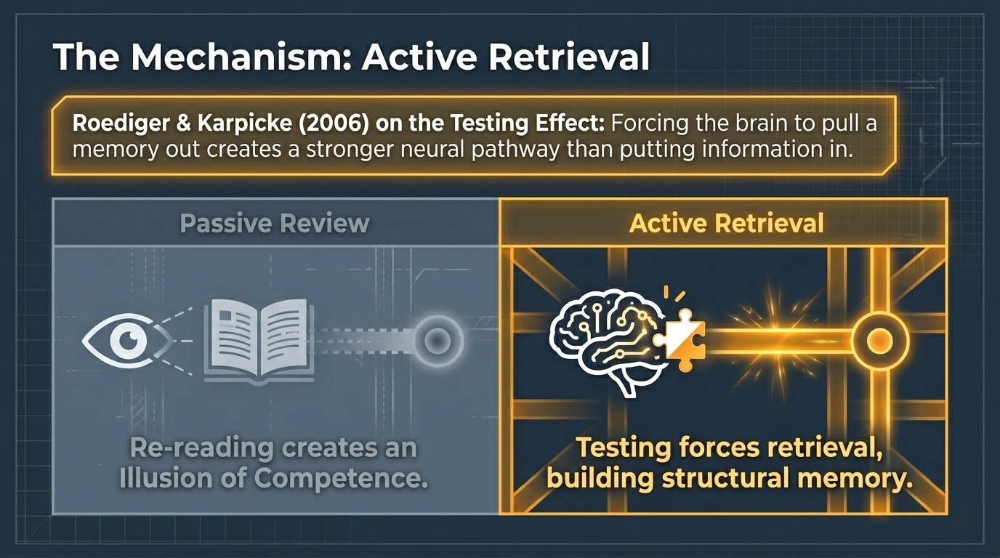 The Mechanism: Active Retrieval
Roediger & Karpicke (2006) on the Testing Effect: Forcing the brain to pull a
memory out creates a stronger neural pathway than putting information in.
Passive Review
Re-reading creates an
Illusion of Competence.
Active Retrieval
Testing forces retrieval,
building structural memory.